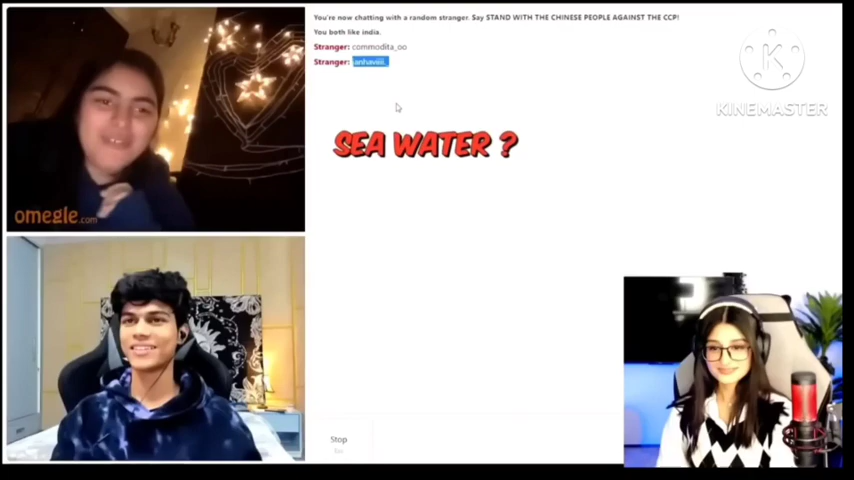 You're now chatting with a random stranger. Say STAND WITH THE CHINESE PEOPLE AGAINST THE CCP!
You both like india.
Stranger: commodita_oo
Stranger:
KINEMASTER
SEA WATER ?
omegle.com
Stop
Esc